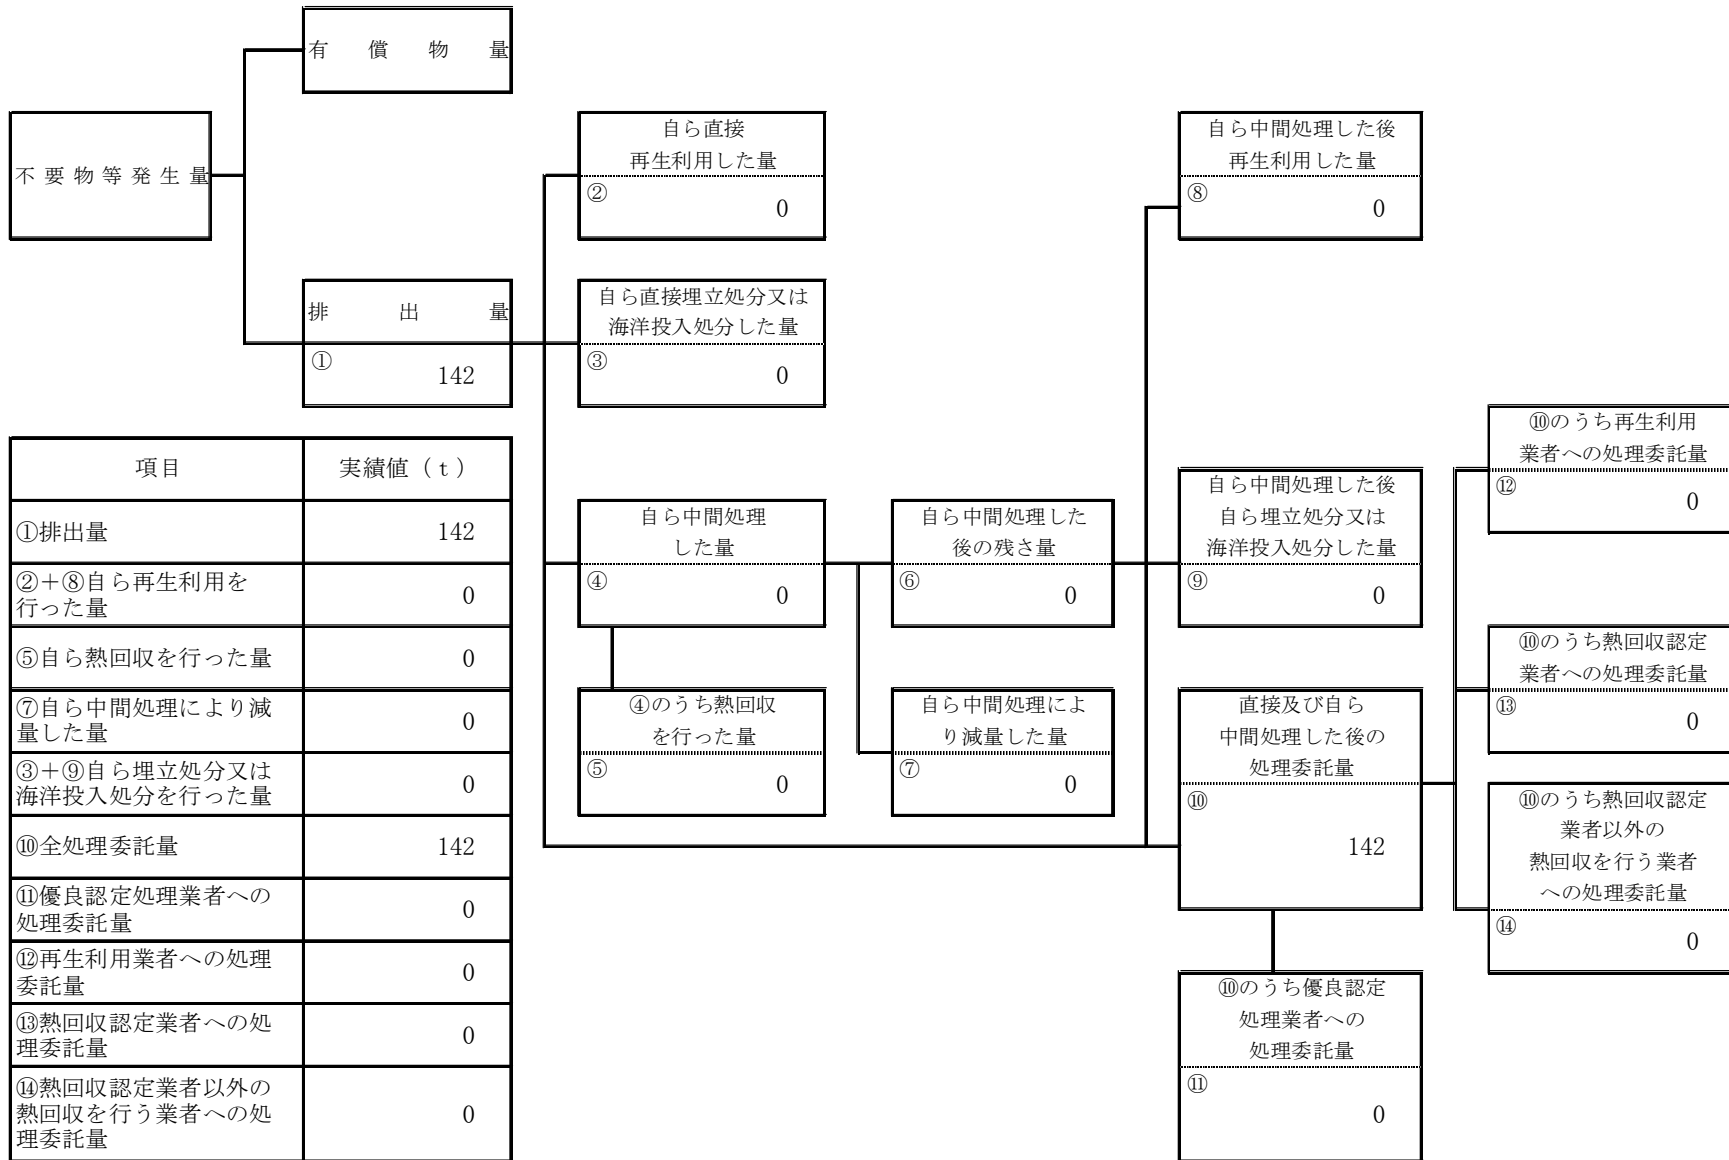 有償物量
不要物等発生量
自ら直接
再生利用した量
②
0
自ら中間処理した後
再生利用した量
⑧
0
排出量
①
142
自ら直接埋立処分又は
海洋投入処分した量
③
0
項目 実績値（ｔ）
①排出量 142
②＋⑧自ら再生利用を
行った量
0
⑤自ら熱回収を行った量 0
⑦自ら中間処理により減
量した量
0
③＋⑨自ら埋立処分又は
海洋投入処分を行った量
0
⑩全処理委託量 142
⑪優良認定処理業者への
処理委託量
0
⑫再生利用業者への処理
委託量
0
⑬熱回収認定業者への処
理委託量
0
⑭熱回収認定業者以外の
熱回収を行う業者への処
理委託量
0
自ら中間処理
した量
④
0
④のうち熱回収
を行った量
⑤
0
自ら中間処理した
後の残さ量
⑥
0
自ら中間処理によ
り減量した量
⑦
0
自ら中間処理した後
自ら埋立処分又は
海洋投入処分した量
⑨
0
直接及び自ら
中間処理した後の
処理委託量
⑩
142
⑩のうち優良認定
処理業者への
処理委託量
⑪
0
⑩のうち再生利用
業者への処理委託量
⑫
0
⑩のうち熱回収認定
業者への処理委託量
⑬
0
⑩のうち熱回収認定
業者以外の
熱回収を行う業者
への処理委託量
⑭
0